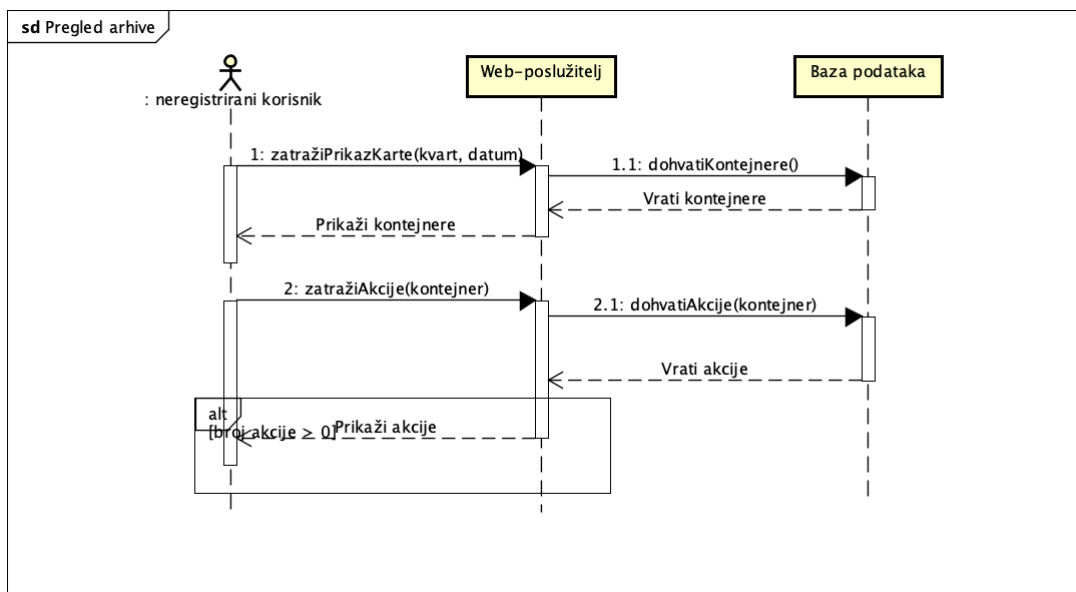 sd Pregled arhive
: neregistrirani korisnik
Web-poslužitelj
Baza podataka
1: zatražiPrikazKarte(kvart, datum)
1.1: dohvatiKontejnere()
Vrati kontejnere
Prikaži kontejnere
2: zatražiAkcije(kontejner)
2.1: dohvatiAkcije(kontejner)
Vrati akcije
alt
[broj akcije > 0]
Prikaži akcije